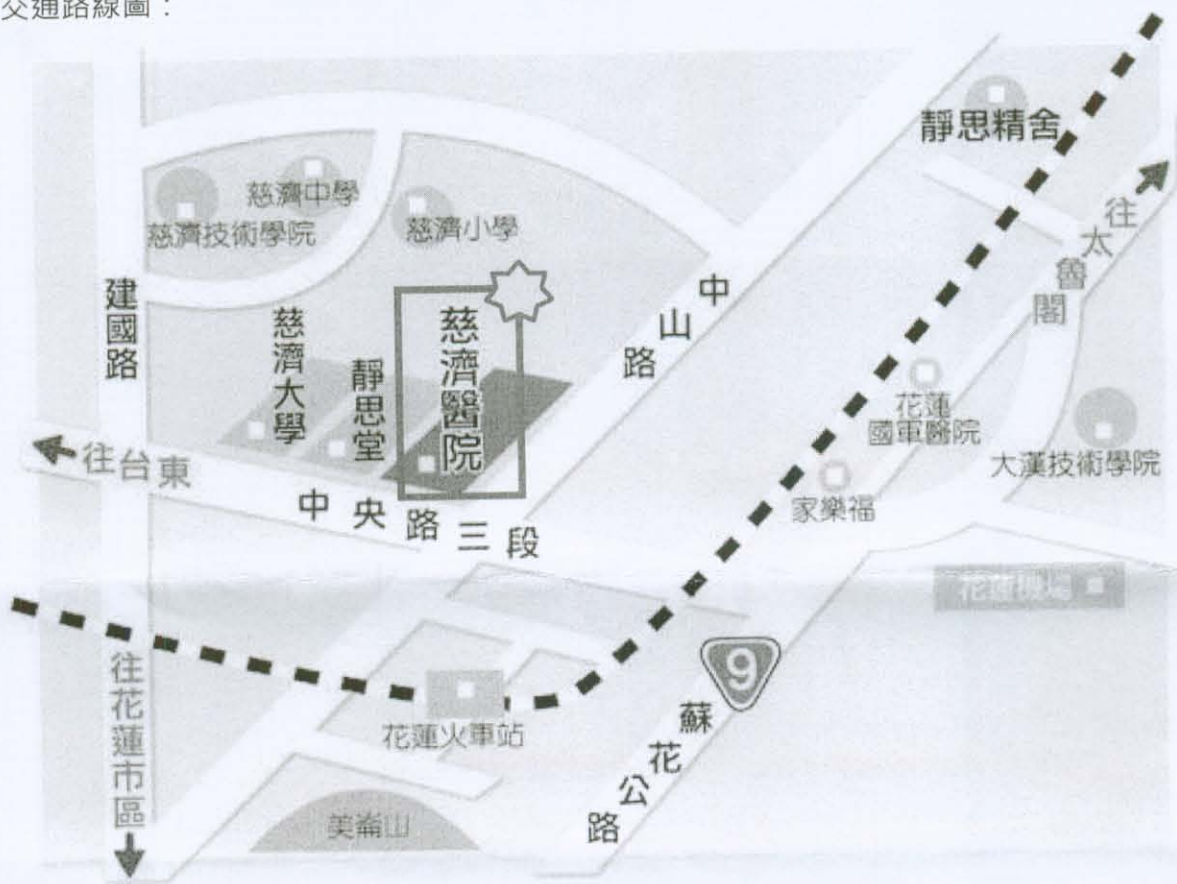 交通路線圖：
靜思精舍
慈濟中學
慈濟技術學院
慈濟小學
往太魯閣
建國路
慈濟大學
靜思堂
慈濟醫院
中山路
花蓮
國軍醫院
大漢技術學院
往台東
中央路三段
家樂福
花蓮機場
9
往花蓮市區
花蓮火車站
蘇花公路
美崙山